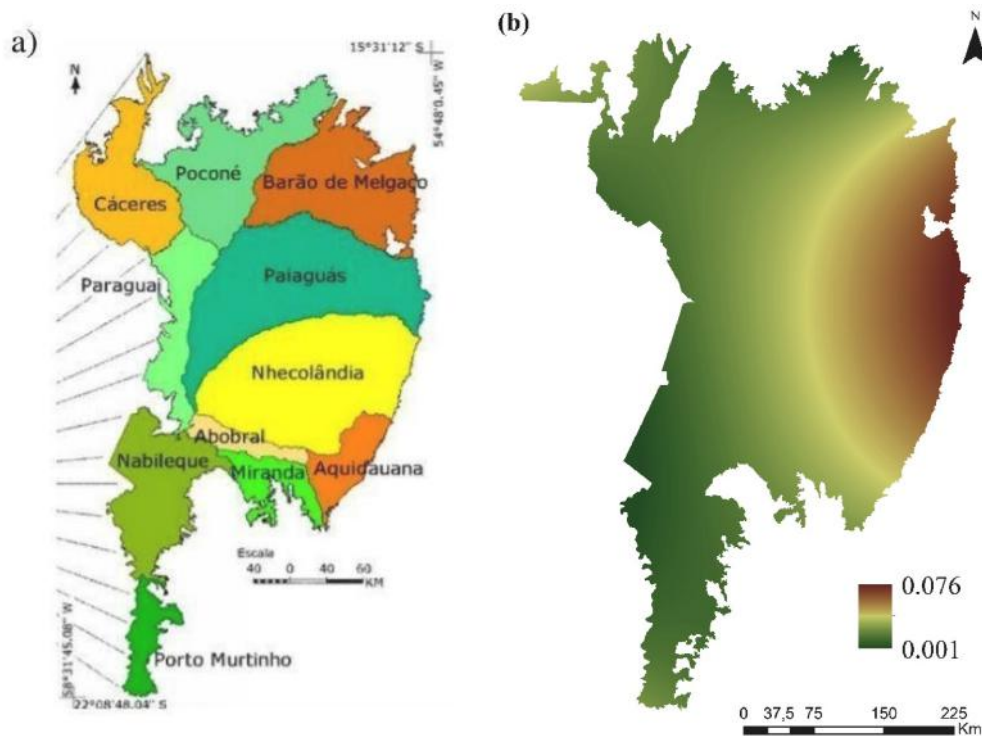 a)
15°31'12" S
54°48'0.45" W
N
Poconé
Barão de Melgaço
Cáceres
Paraguai
Paiaguás
Nhecolândia
Abobral
Nabileque
Miranda
Aquidauana
Escala
40 0 40 60
KM
Porto Murtinho
58°31'45.08" W
22°08'48.04" S
(b)
N
0.076
0.001
0 37,5 75 150 225
Km